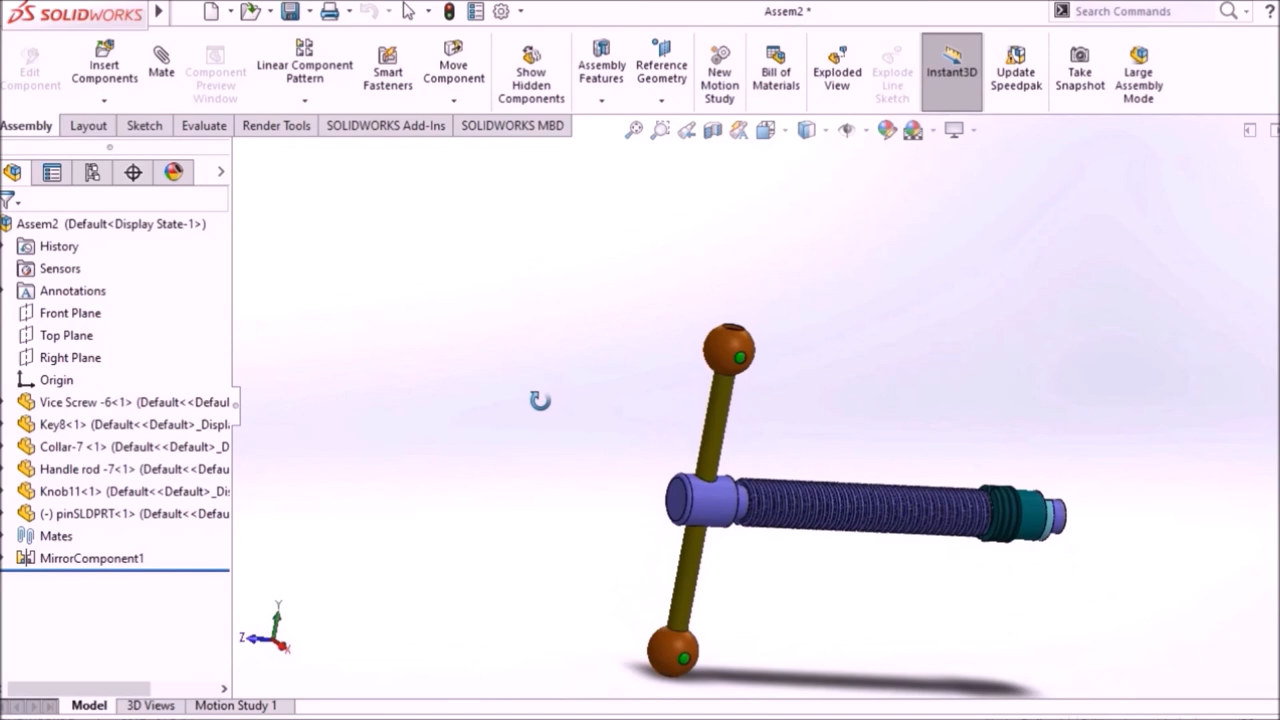 SOLIDWORKS
Assem2 *
Search Commands
?
Edit
Component
Insert
Components
Mate
Component
Preview
Window
Linear Component
Pattern
Smart
Fasteners
Move
Component
Show
Hidden
Components
Assembly
Features
Reference
Geometry
New
Motion
Study
Bill of
Materials
Exploded
View
Explode
Line
Sketch
Instant3D
Update
Speedpak
Take
Snapshot
Large
Assembly
Mode
Assembly
Layout
Sketch
Evaluate
Render Tools
SOLIDWORKS Add-Ins
SOLIDWORKS MBD
Assem2 (Default<Display State-1>)
History
Sensors
Annotations
Front Plane
Top Plane
Right Plane
Origin
Vice Screw -6<1> (Default<<Defaul
Key8<1> (Default<<Default>_Displ
Collar-7 <1> (Default<<Default>_D
Handle rod -7<1> (Default<<Defau
Knob11<1> (Default<<Default>_Di
(-) pinSLDPRT<1> (Default<<Defau
Mates
MirrorComponent1
Y
Z
X
Model
3D Views
Motion Study 1